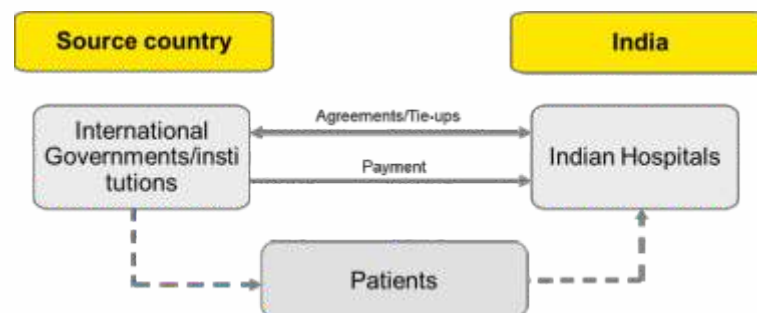 Source country
India
Agreements/Tie-ups
International
Governments/insti
tutions
Indian Hospitals
Payment
Patients